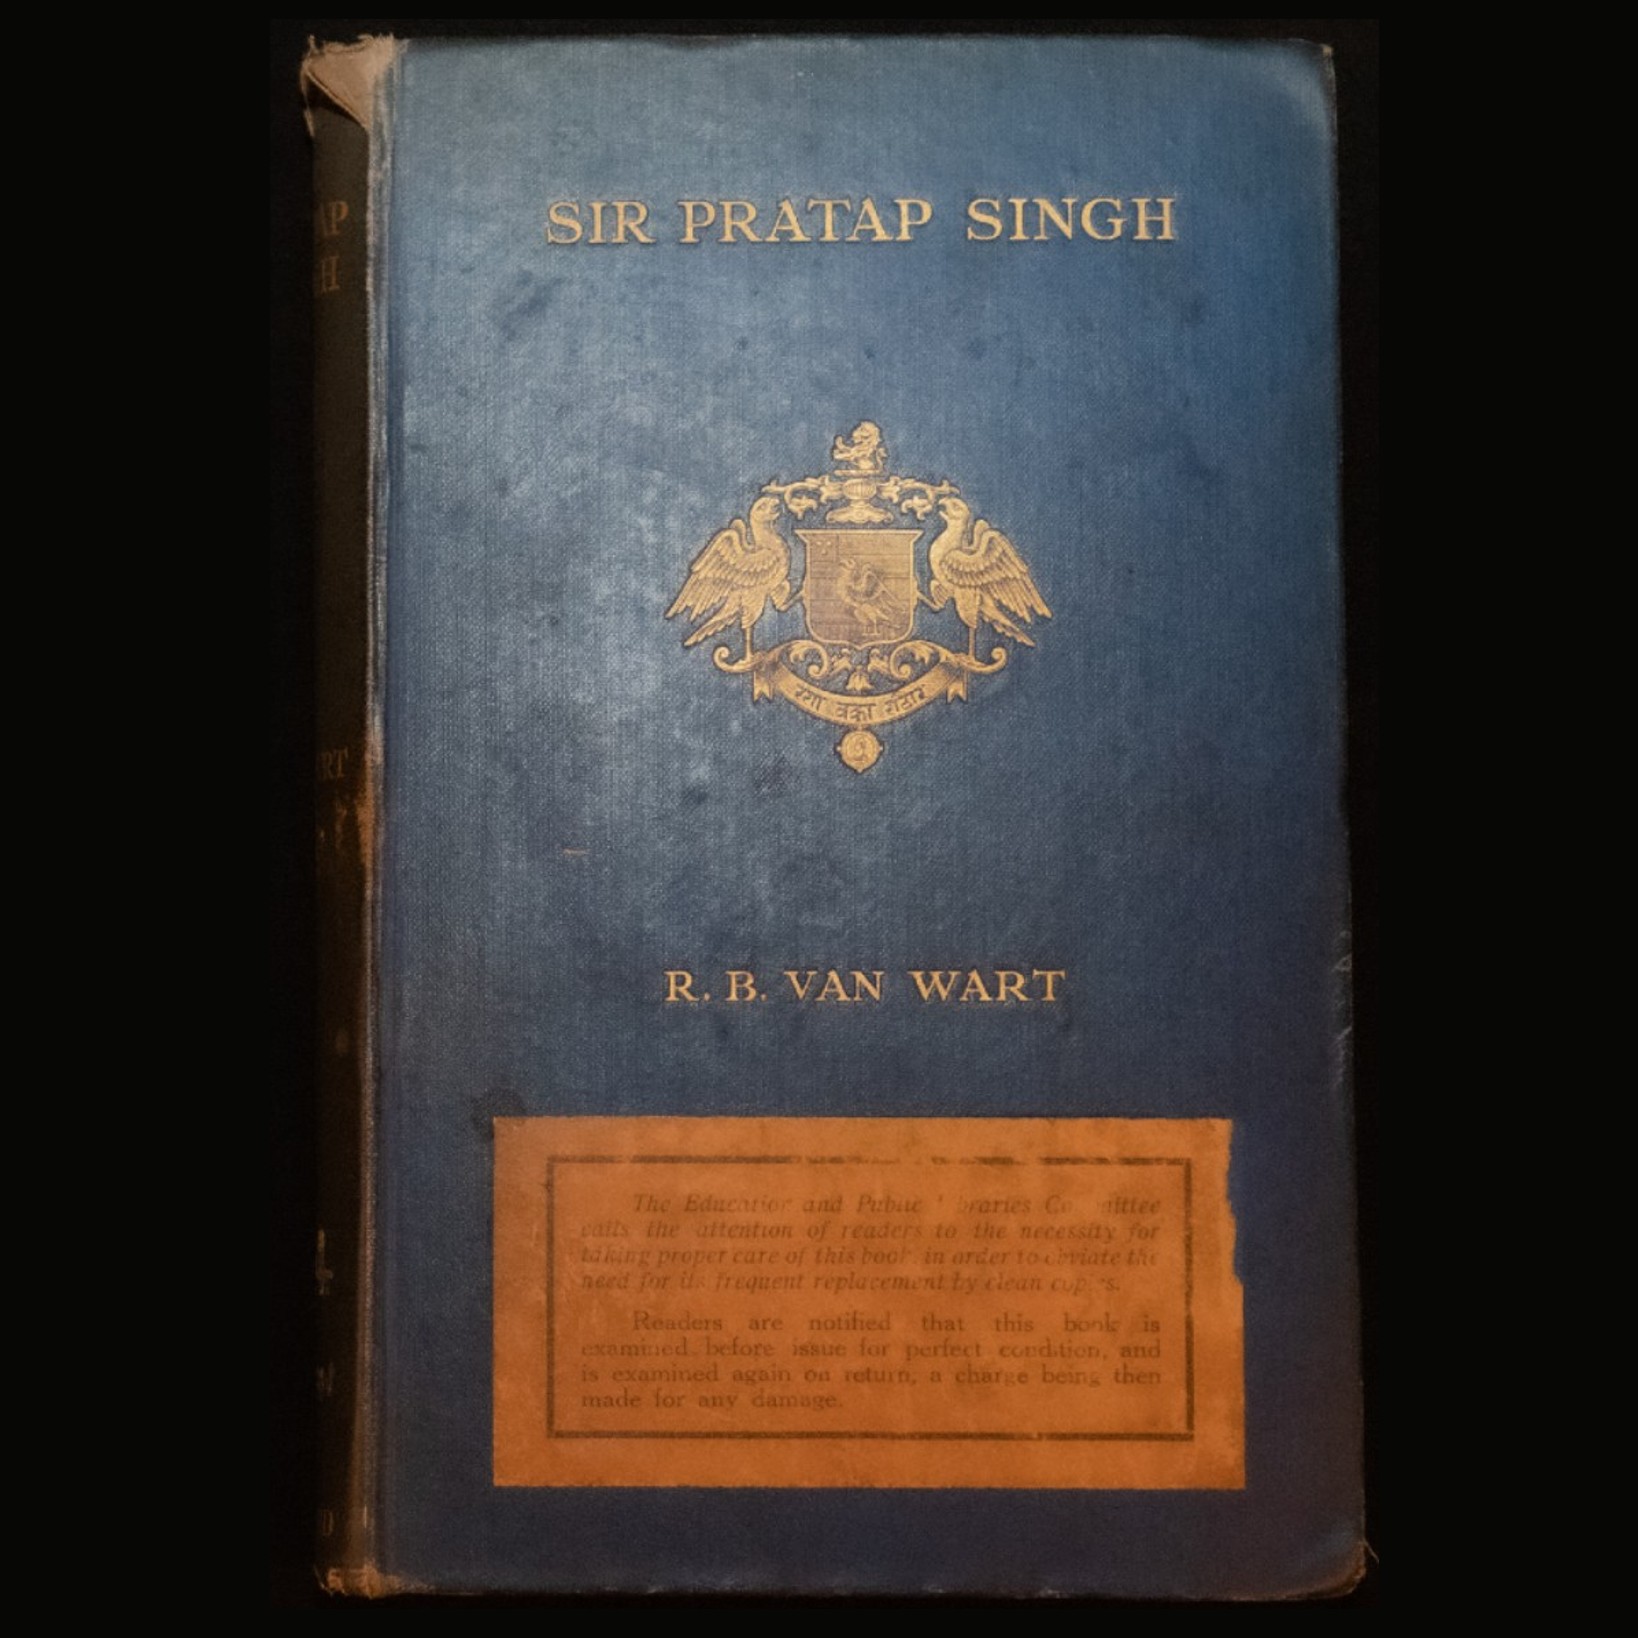 SIR PRATAP SINGH
रणा बंका राठोर
R. B. VAN WART
The Education and Public Libraries Committee
calls the attention of readers to the necessity for
taking proper care of this book, in order to obviate the
need for its frequent replacement by clean copies.
Readers are notified that this book is
examined before issue for perfect condition, and
is examined again on return, a charge being then
made for any damage.